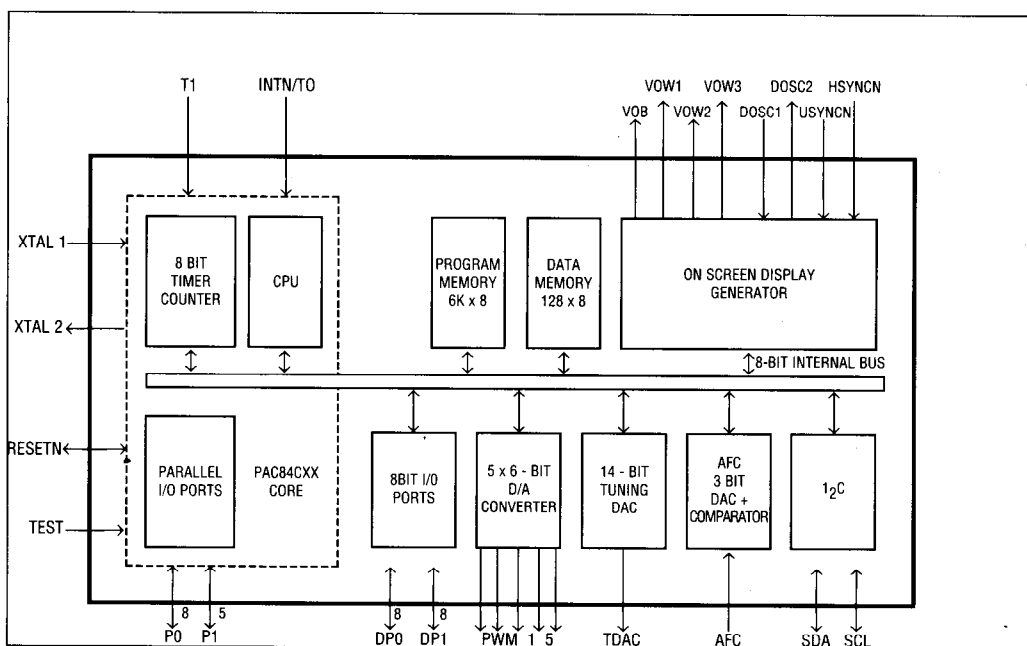 T1 INTN/TO VOW1 VOW3 DOSC2 HSYNCN
VOB VOW2 DOSC1 USYNCN
XTAL 1
XTAL 2
RESETN
TEST
8 BIT
TIMER
COUNTER
CPU
PROGRAM
MEMORY
6K x 8
DATA
MEMORY
128 x 8
ON SCREEN DISPLAY
GENERATOR
8-BIT INTERNAL BUS
PARALLEL
I/O PORTS
PAC84CXX
CORE
8BIT I/O
PORTS
5 x 6 - BIT
D/A
CONVERTER
14 - BIT
TUNING
DAC
AFC
3 BIT
DAC +
COMPARATOR
1₂C
8 5 8 8
P0 P1 DP0 DP1 PWM 1 5 TDAC AFC SDA SCL